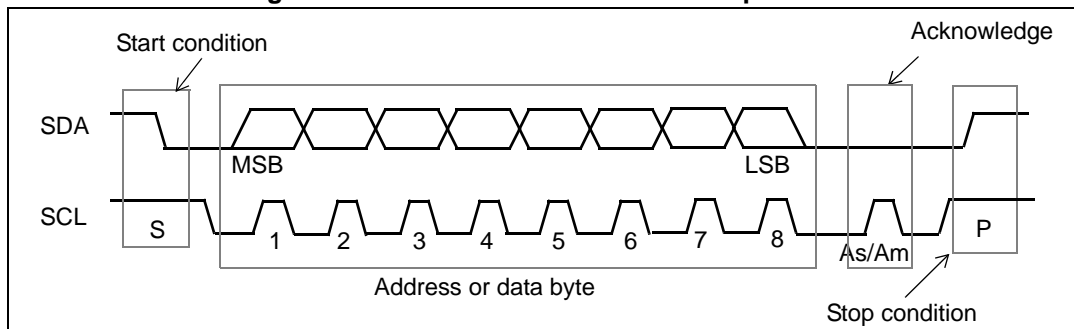 Start condition
Acknowledge
SDA
MSB
LSB
SCL
S
1
2
3
4
5
6
7
8
As/Am
P
Address or data byte
Stop condition